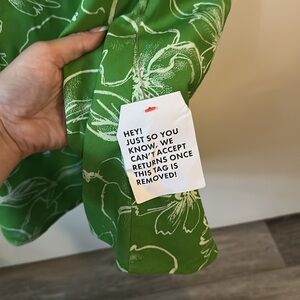 HEY!
JUST SO YOU
KNOW, WE
CAN'T ACCEPT
RETURNS ONCE
THIS TAG IS
REMOVED!